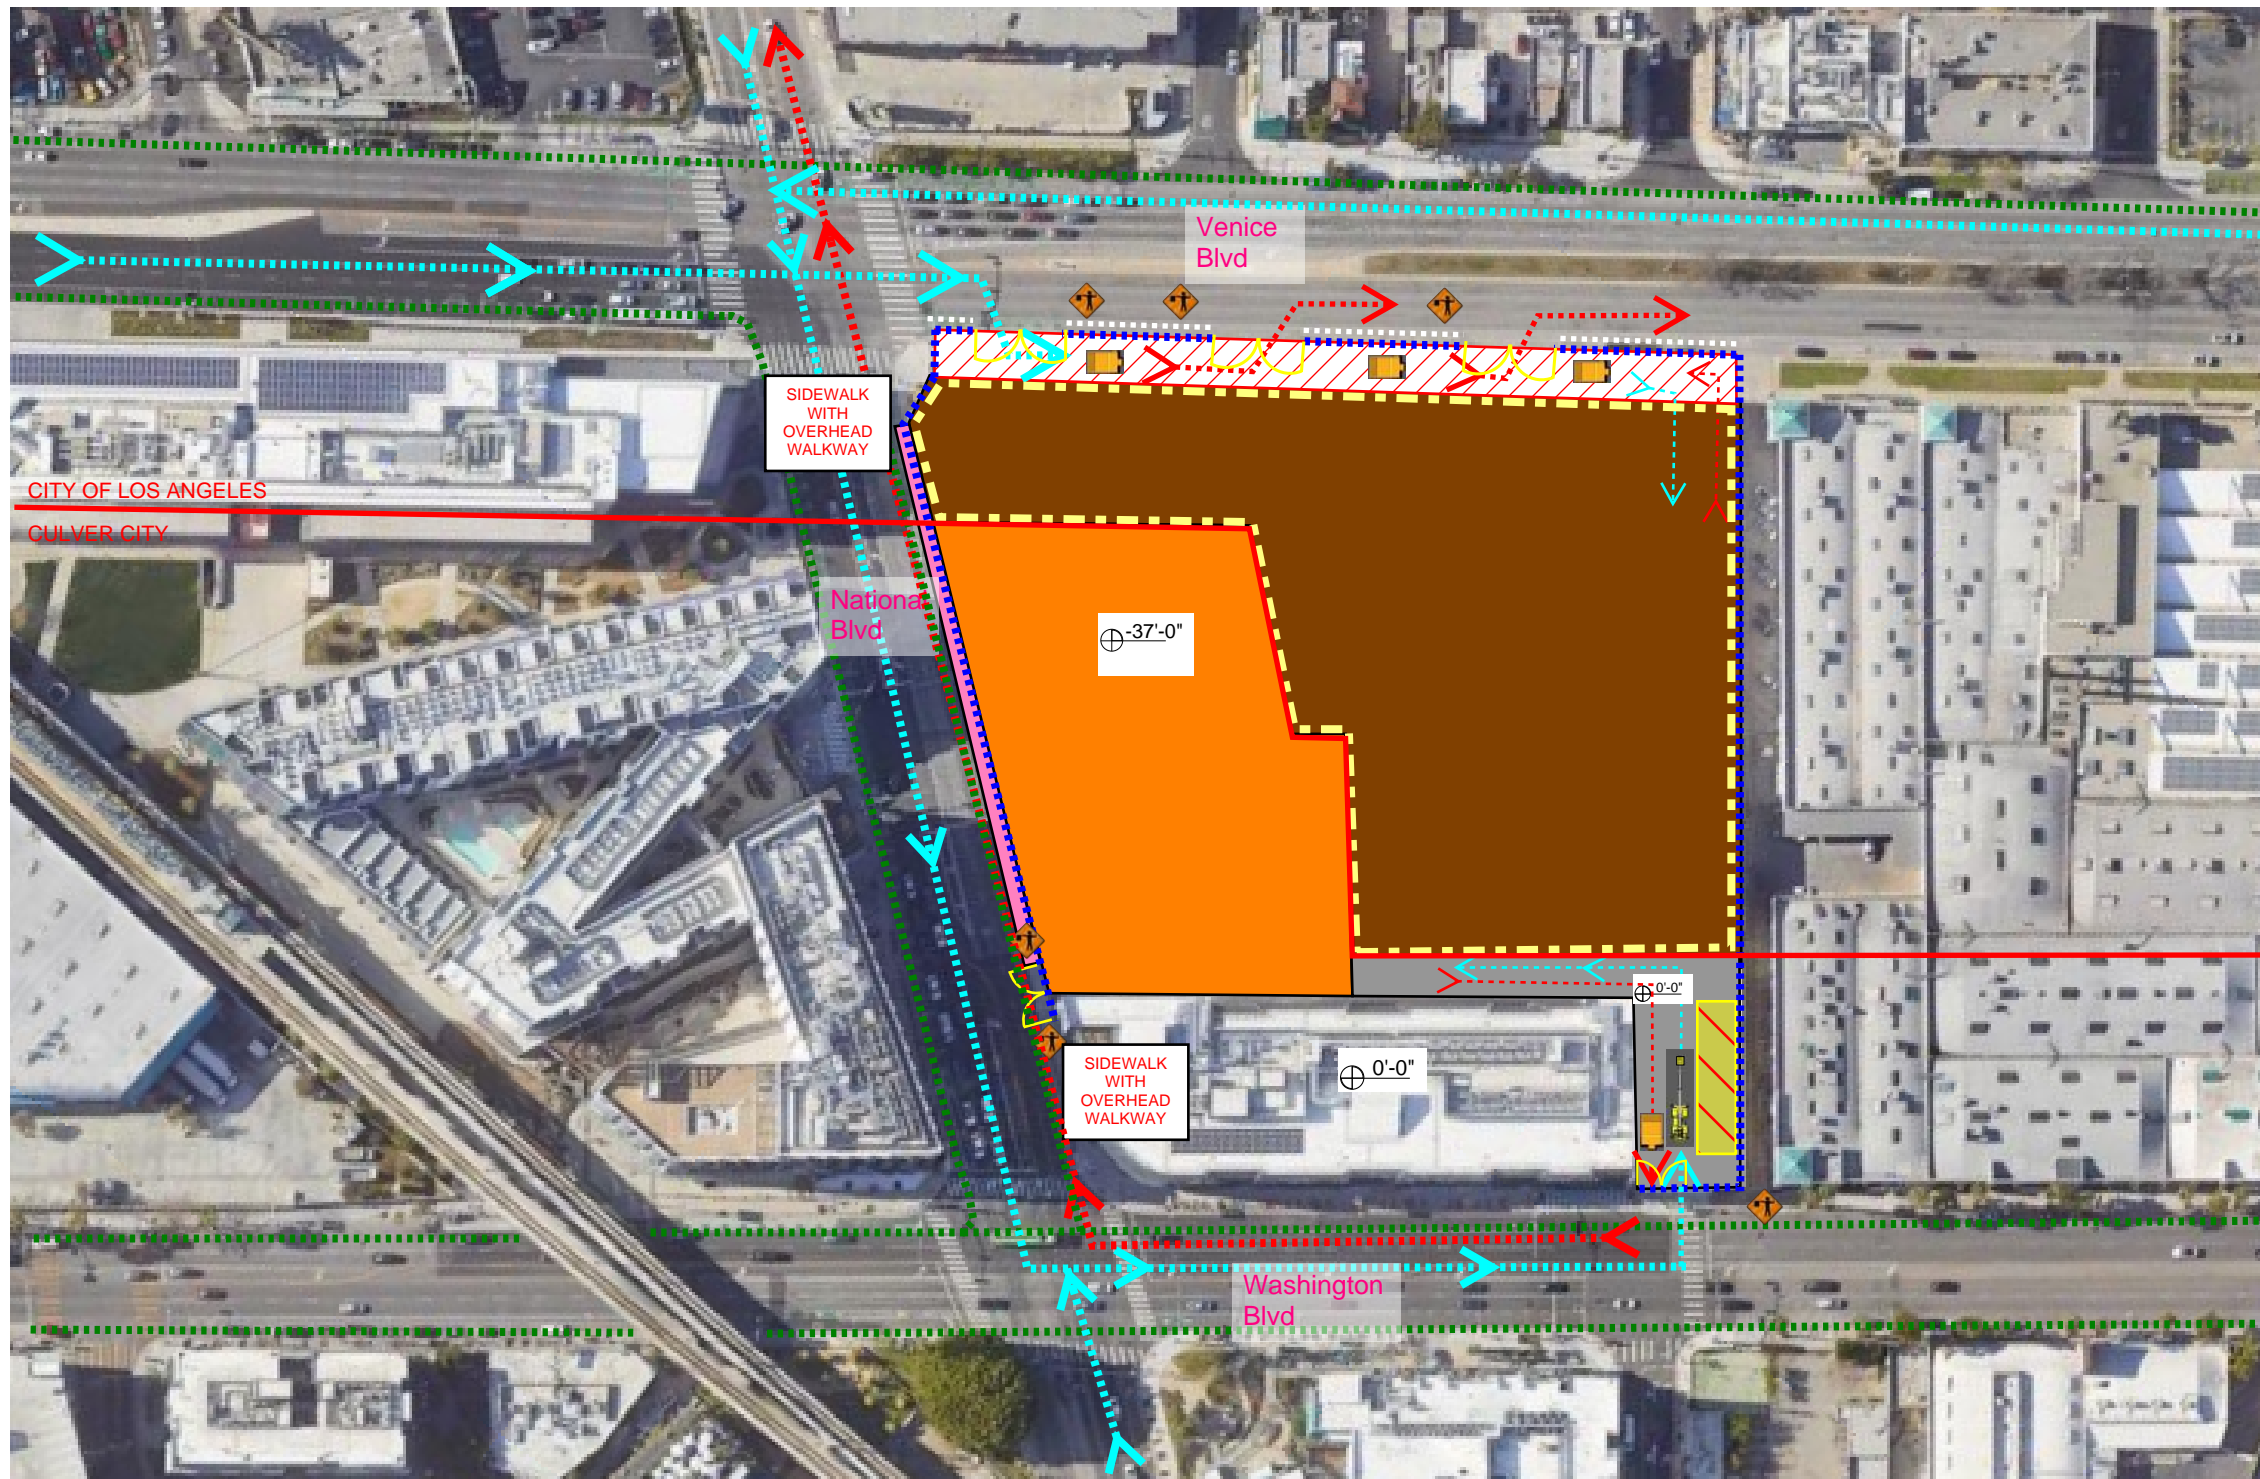 Venice
Blvd
SIDEWALK
WITH
OVERHEAD
WALKWAY
CITY OF LOS ANGELES
CULVER CITY
National
Blvd
-37'-0"
0'-0"
0'-0"
SIDEWALK
WITH
OVERHEAD
WALKWAY
Washington
Blvd